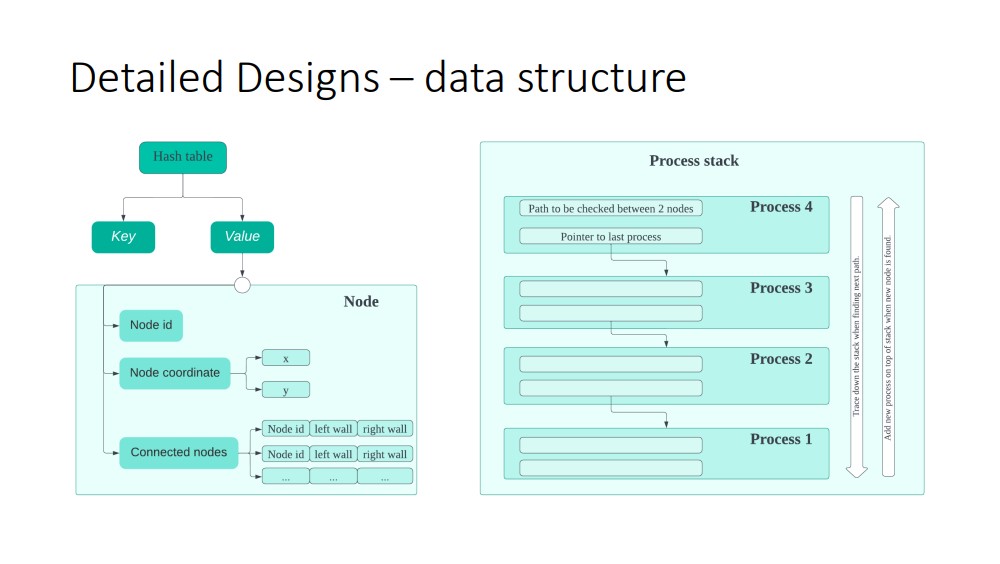 Detailed Designs – data structure
Hash table
Key
Value
Node
Node id
Node coordinate
x
y
Connected nodes
Node id left wall right wall
Node id left wall right wall
... ... ...
Process stack
Process 4
Path to be checked between 2 nodes
Pointer to last process
Process 3
Process 2
Process 1
Trace down the stack when finding next path.
Add new process on top of stack when new node is found.